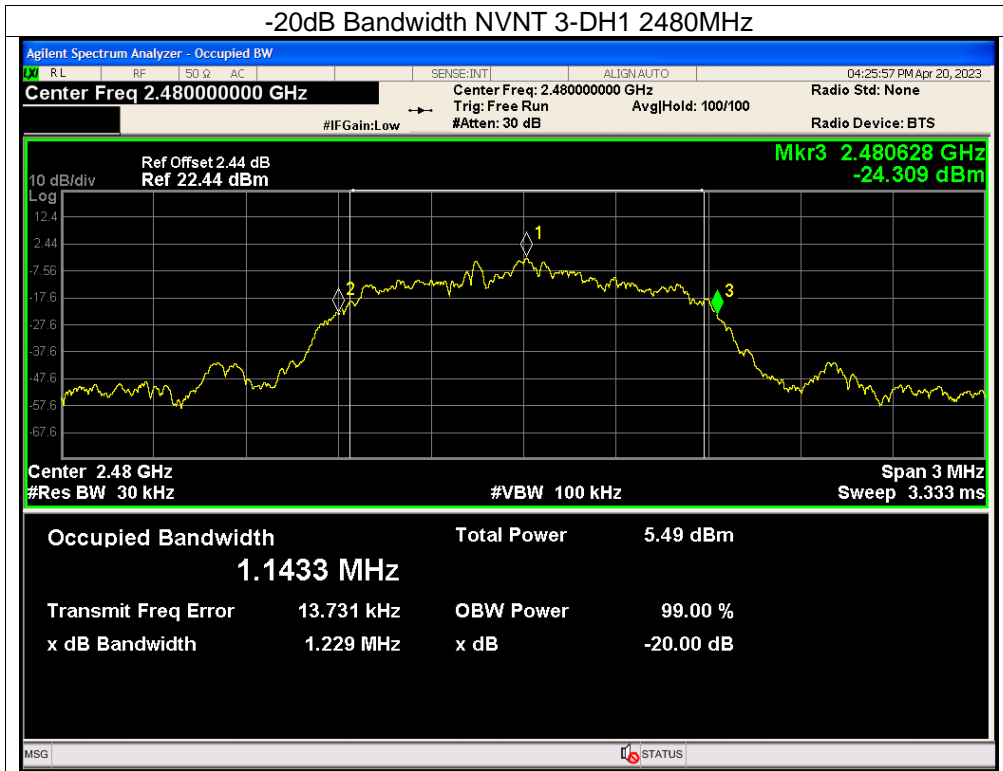 -20dB Bandwidth NVNT 3-DH1 2480MHz
Agilent Spectrum Analyzer - Occupied BW
LXI RL RF 50 Ω AC SENSE:INT ALIGN AUTO 04:25:57 PM Apr 20, 2023
Center Freq 2.480000000 GHz Center Freq: 2.480000000 GHz Radio Std: None
Trig: Free Run Avg|Hold: 100/100
#IFGain:Low #Atten: 30 dB Radio Device: BTS
Mkr3 2.480628 GHz
-24.309 dBm
Ref Offset 2.44 dB
10 dB/div Ref 22.44 dBm
Log
12.4
2.44
-7.56
-17.6
-27.6
-37.6
-47.6
-57.6
-67.6
1
2
3
Center 2.48 GHz Span 3 MHz
#Res BW 30 kHz #VBW 100 kHz Sweep 3.333 ms
Occupied Bandwidth Total Power 5.49 dBm
1.1433 MHz
Transmit Freq Error 13.731 kHz OBW Power 99.00 %
x dB Bandwidth 1.229 MHz x dB -20.00 dB
MSG STATUS